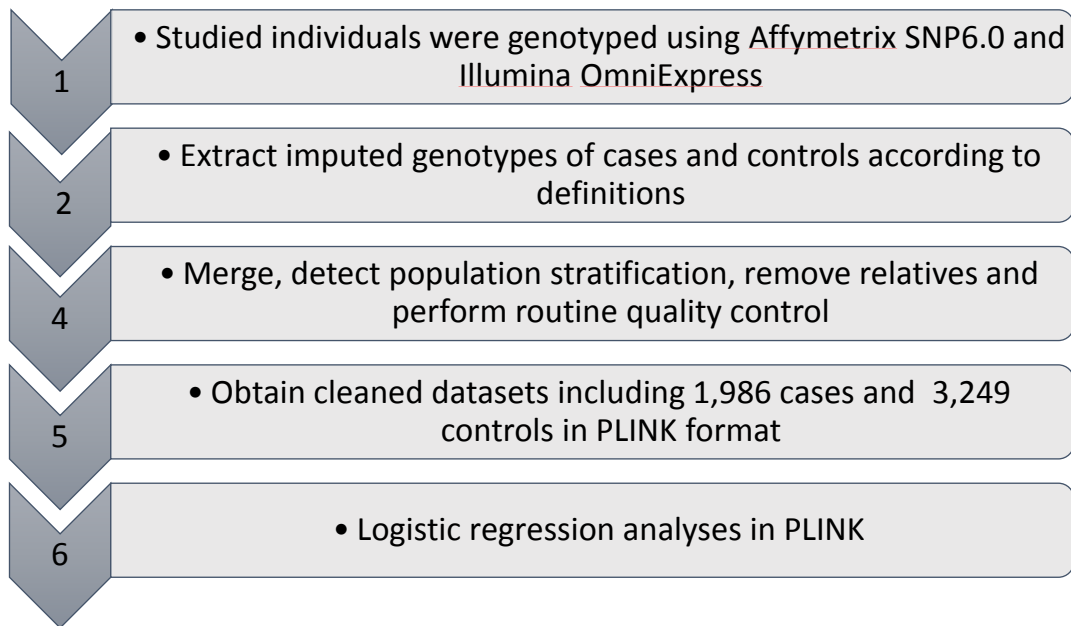 1
• Studied individuals were genotyped using Affymetrix SNP6.0 and
Illumina OmniExpress
2
• Extract imputed genotypes of cases and controls according to
definitions
4
• Merge, detect population stratification, remove relatives and
perform routine quality control
5
• Obtain cleaned datasets including 1,986 cases and  3,249
controls in PLINK format
6
• Logistic regression analyses in PLINK